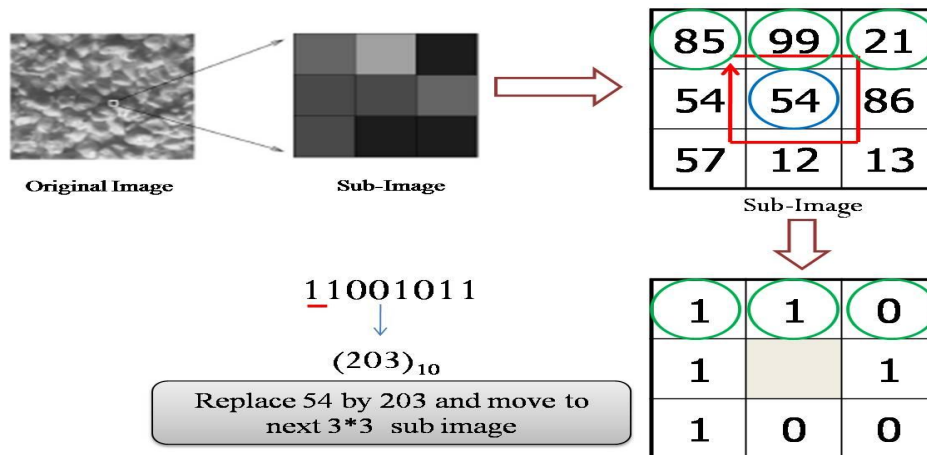 85 99 21
54 54 86
57 12 13
Original Image
Sub-Image
Sub-Image
11001011
(203)10
Replace 54 by 203 and move to
next 3*3 sub image
1 1 0
1 1
1 0 0